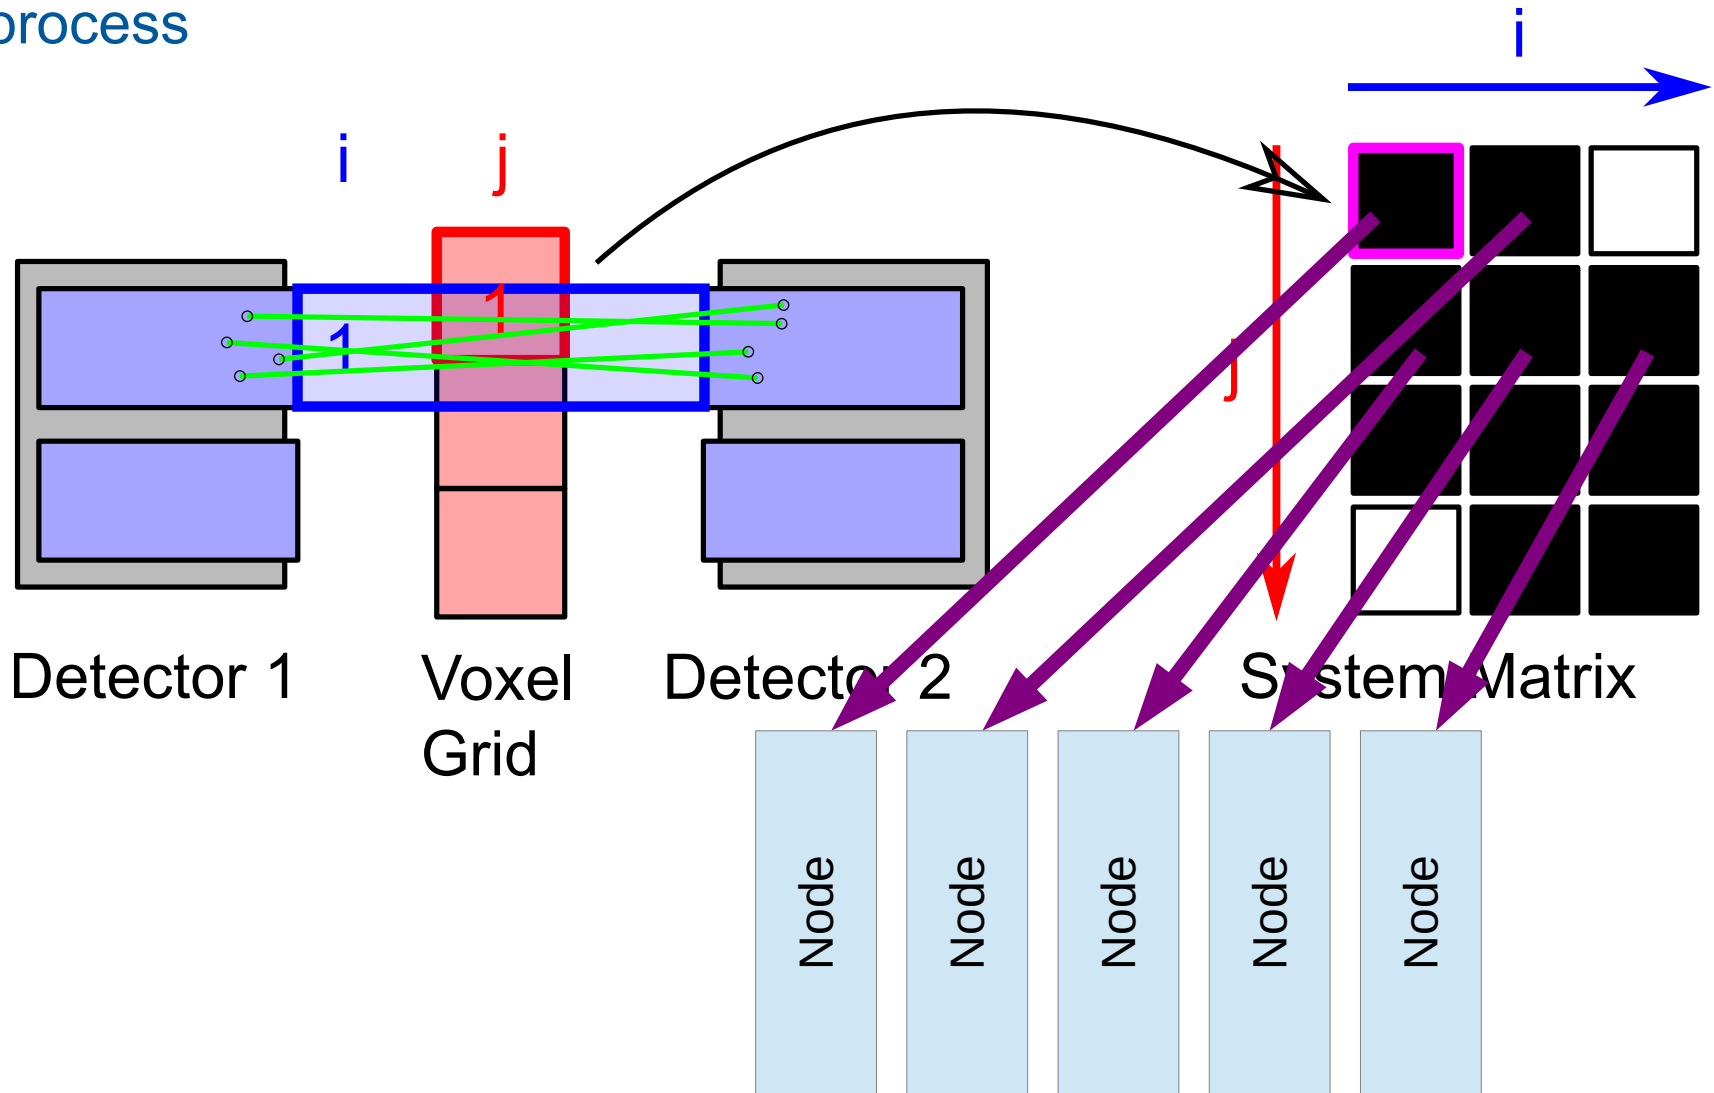 process
i
i
j
1
1
j
Detector 1
Voxel
Grid
Detector 2
System Matrix
Node
Node
Node
Node
Node